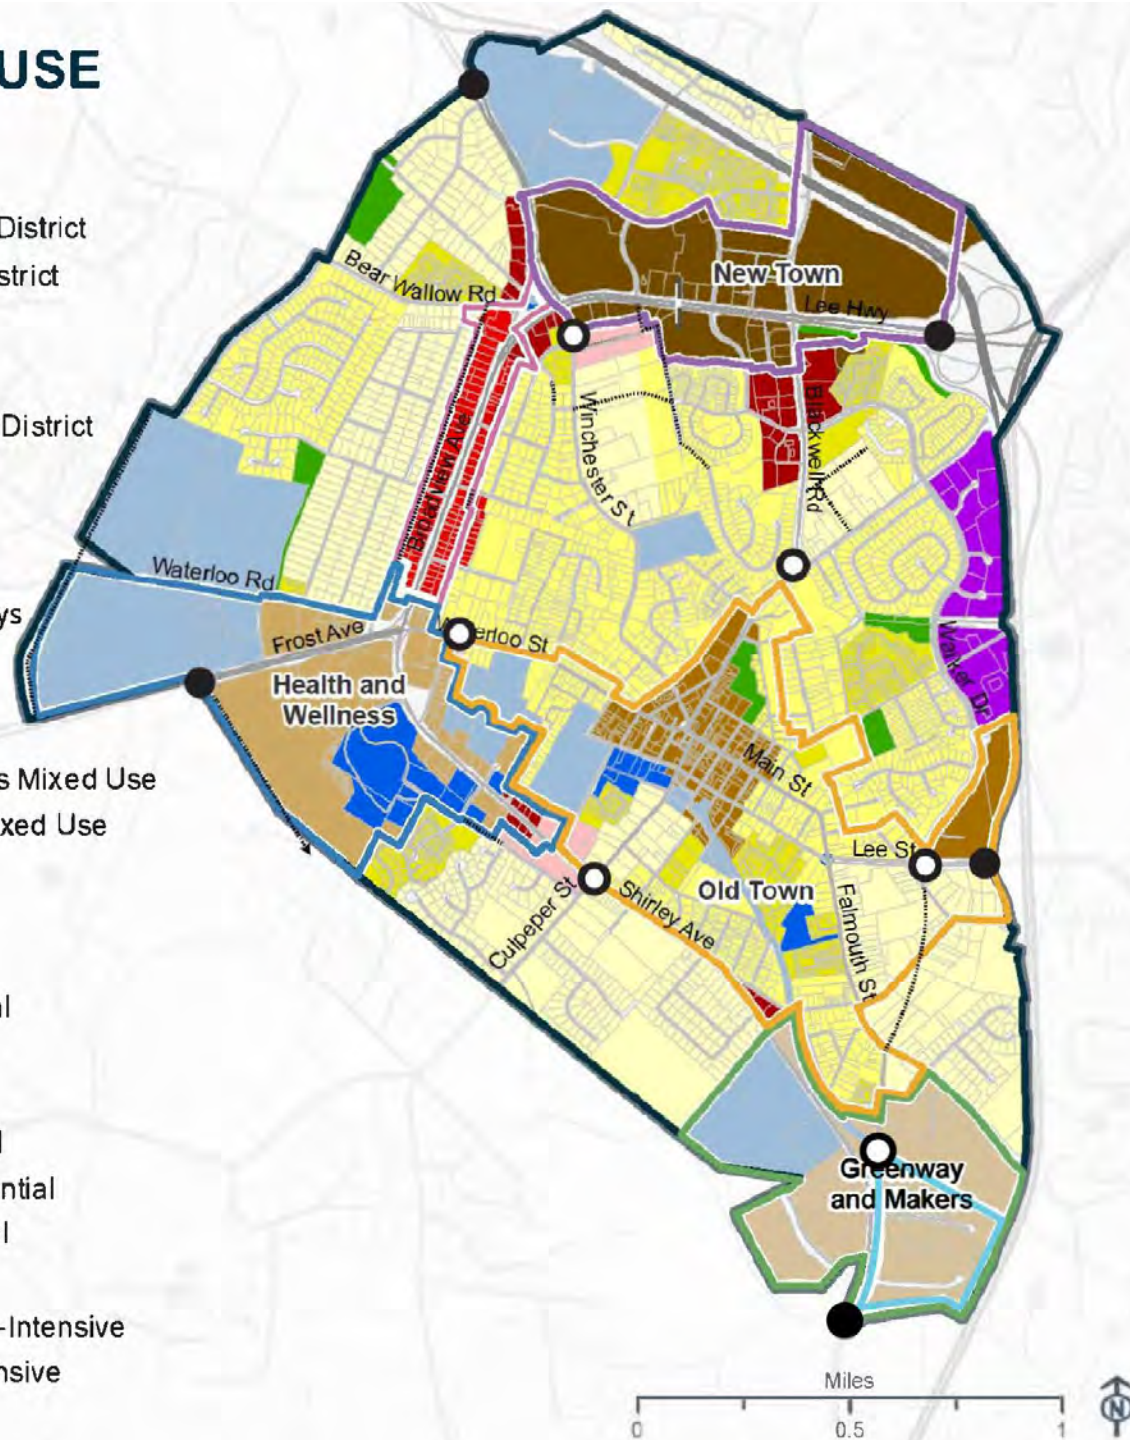 USE
District
strict
District
ys
s Mixed Use
xed Use
al
l
ntial
l
-Intensive
nsive
Bear Wallow Rd
New Town
Lee Hwy
Broadview Ave
Winchester St
Blackwell Rd
Waterloo Rd
Frost Ave
Waterloo St
Walker Dr
Health and
Wellness
Main St
Lee St
Old Town
Culpeper St
Shirley Ave
Falmouth St
Greenway
and Makers
Miles
0 0.5 1
N